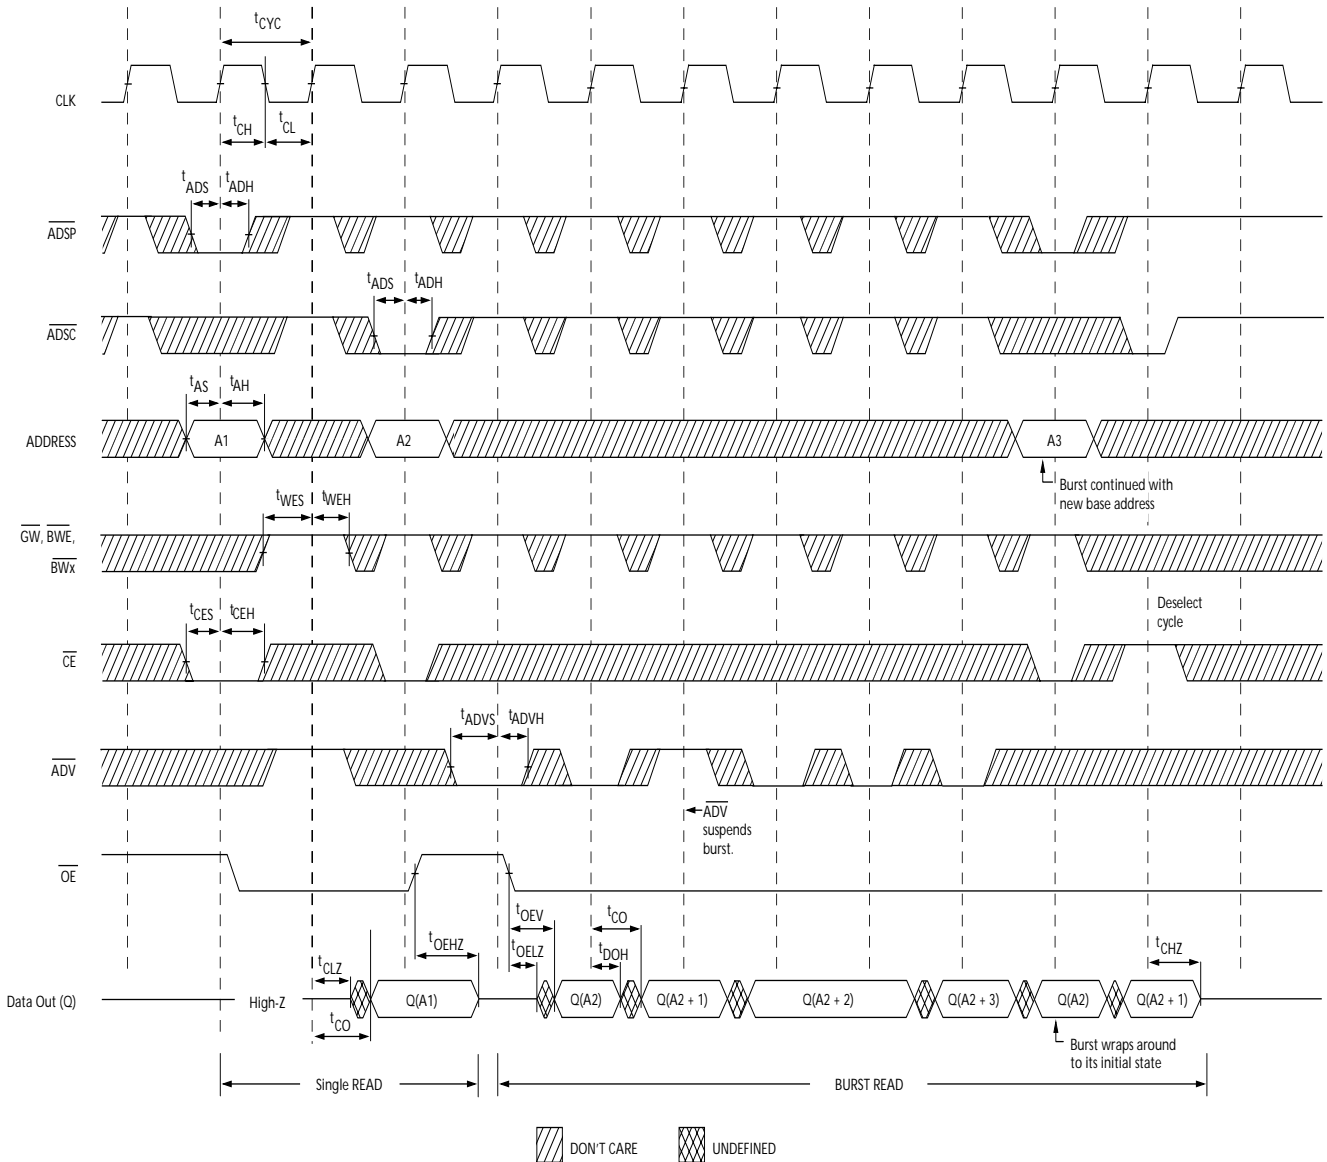 tCYC
CLK
tCH
tCL
tADS
tADH
ADSP
tADS
tADH
ADSC
tAS
tAH
ADDRESS
A1
A2
A3
Burst continued with
new base address
tWES
tWEH
GW, BWE,
BWx
Deselect
cycle
tCES
tCEH
CE
tADVS
tADVH
ADV
ADV
suspends
burst.
OE
tOEV
tCO
tOEHZ
tOELZ
tDOH
tCHZ
tCLZ
Data Out (Q)
High-Z
Q(A1)
Q(A2)
Q(A2 + 1)
Q(A2 + 2)
Q(A2 + 3)
Q(A2)
Q(A2 + 1)
tCO
Burst wraps around
to its initial state
Single READ
BURST READ
DON'T CARE
UNDEFINED